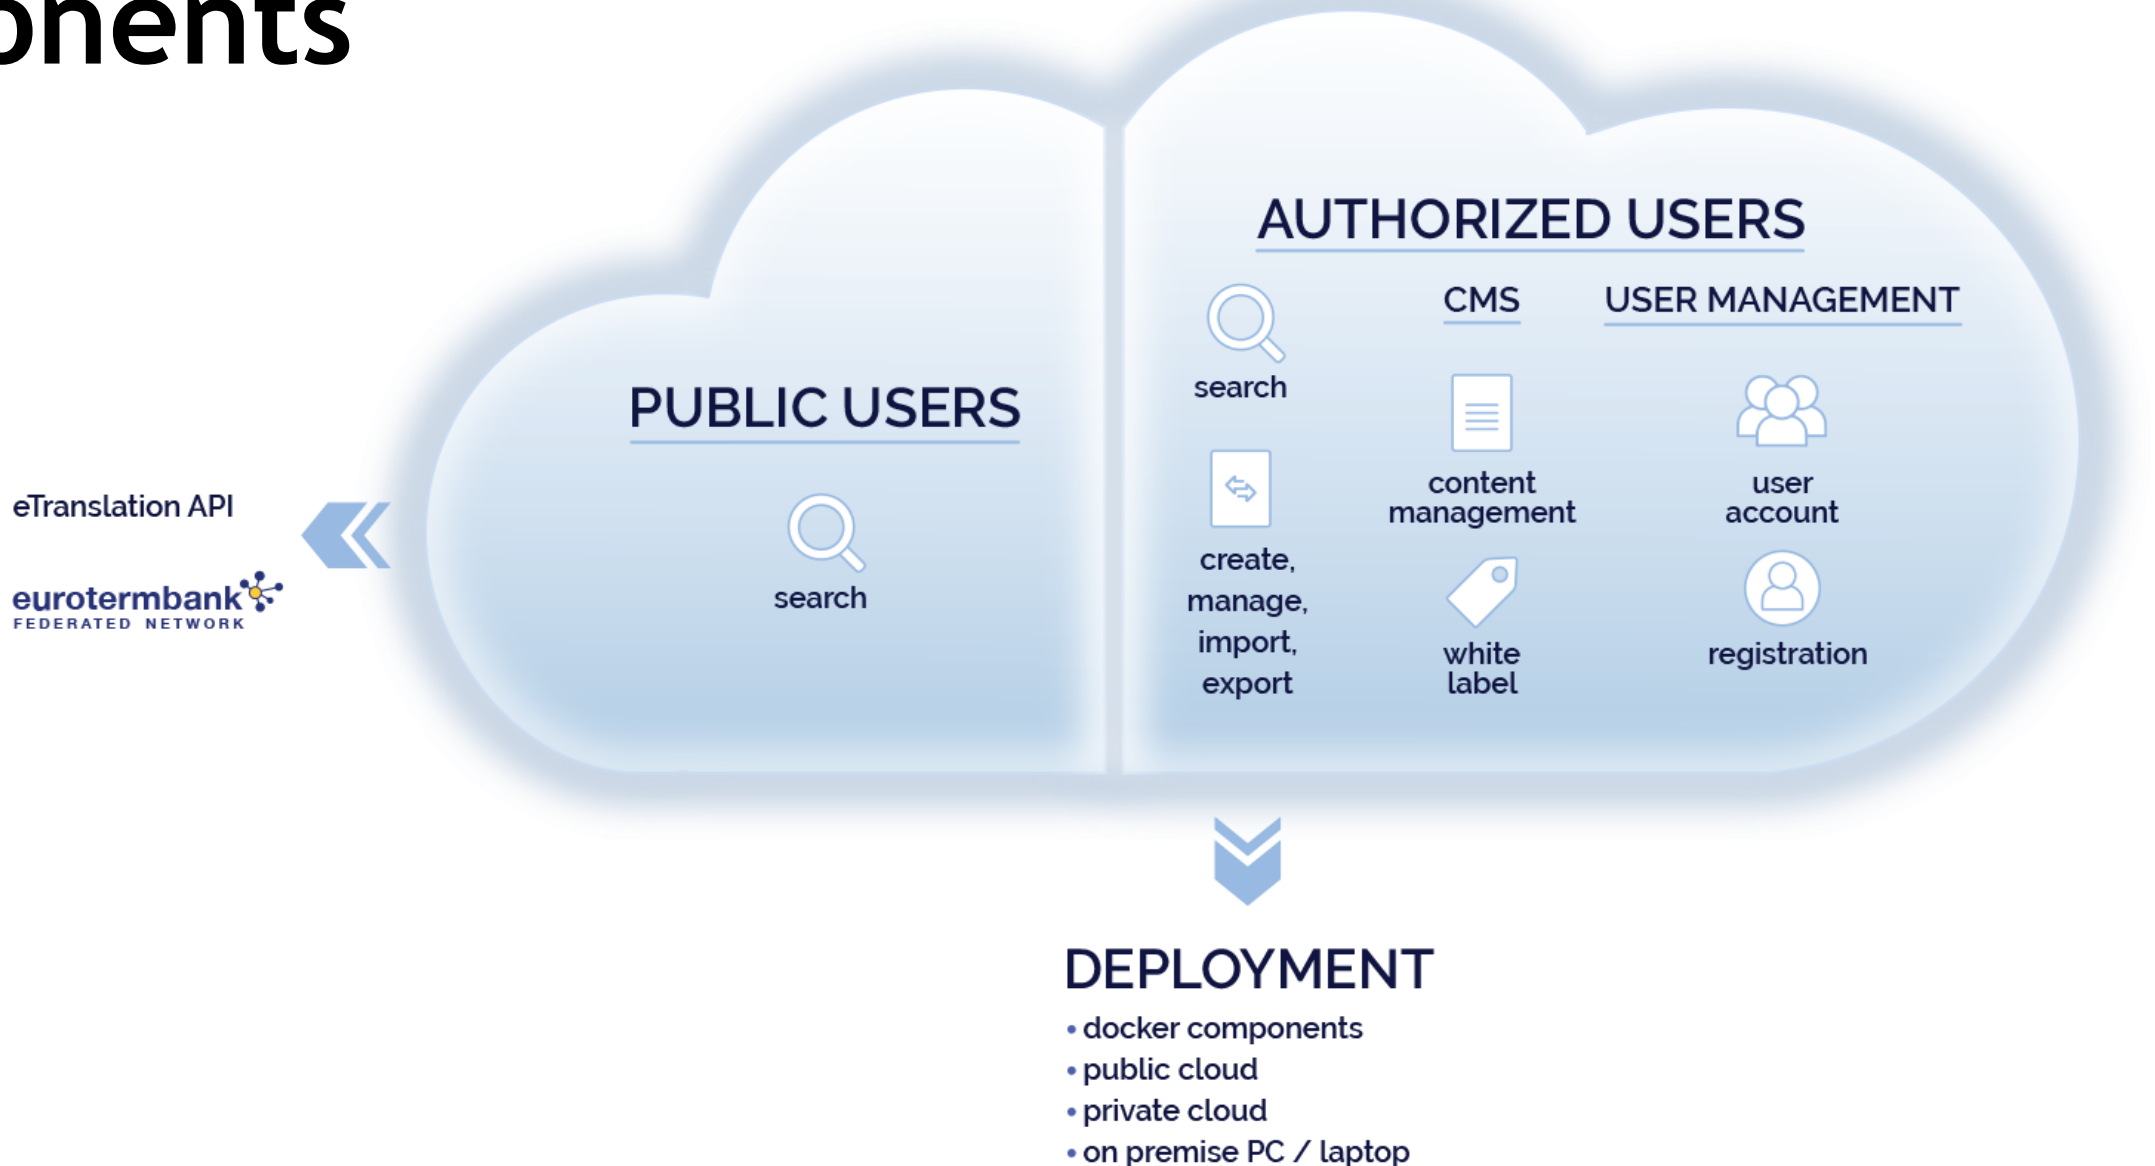 onents
AUTHORIZED USERS
CMS
USER MANAGEMENT
search
content
management
user
account
create,
manage,
import,
export
white
label
registration
PUBLIC USERS
search
eTranslation API
eurotermbank
FEDERATED NETWORK
DEPLOYMENT
• docker components
• public cloud
• private cloud
• on premise PC / laptop